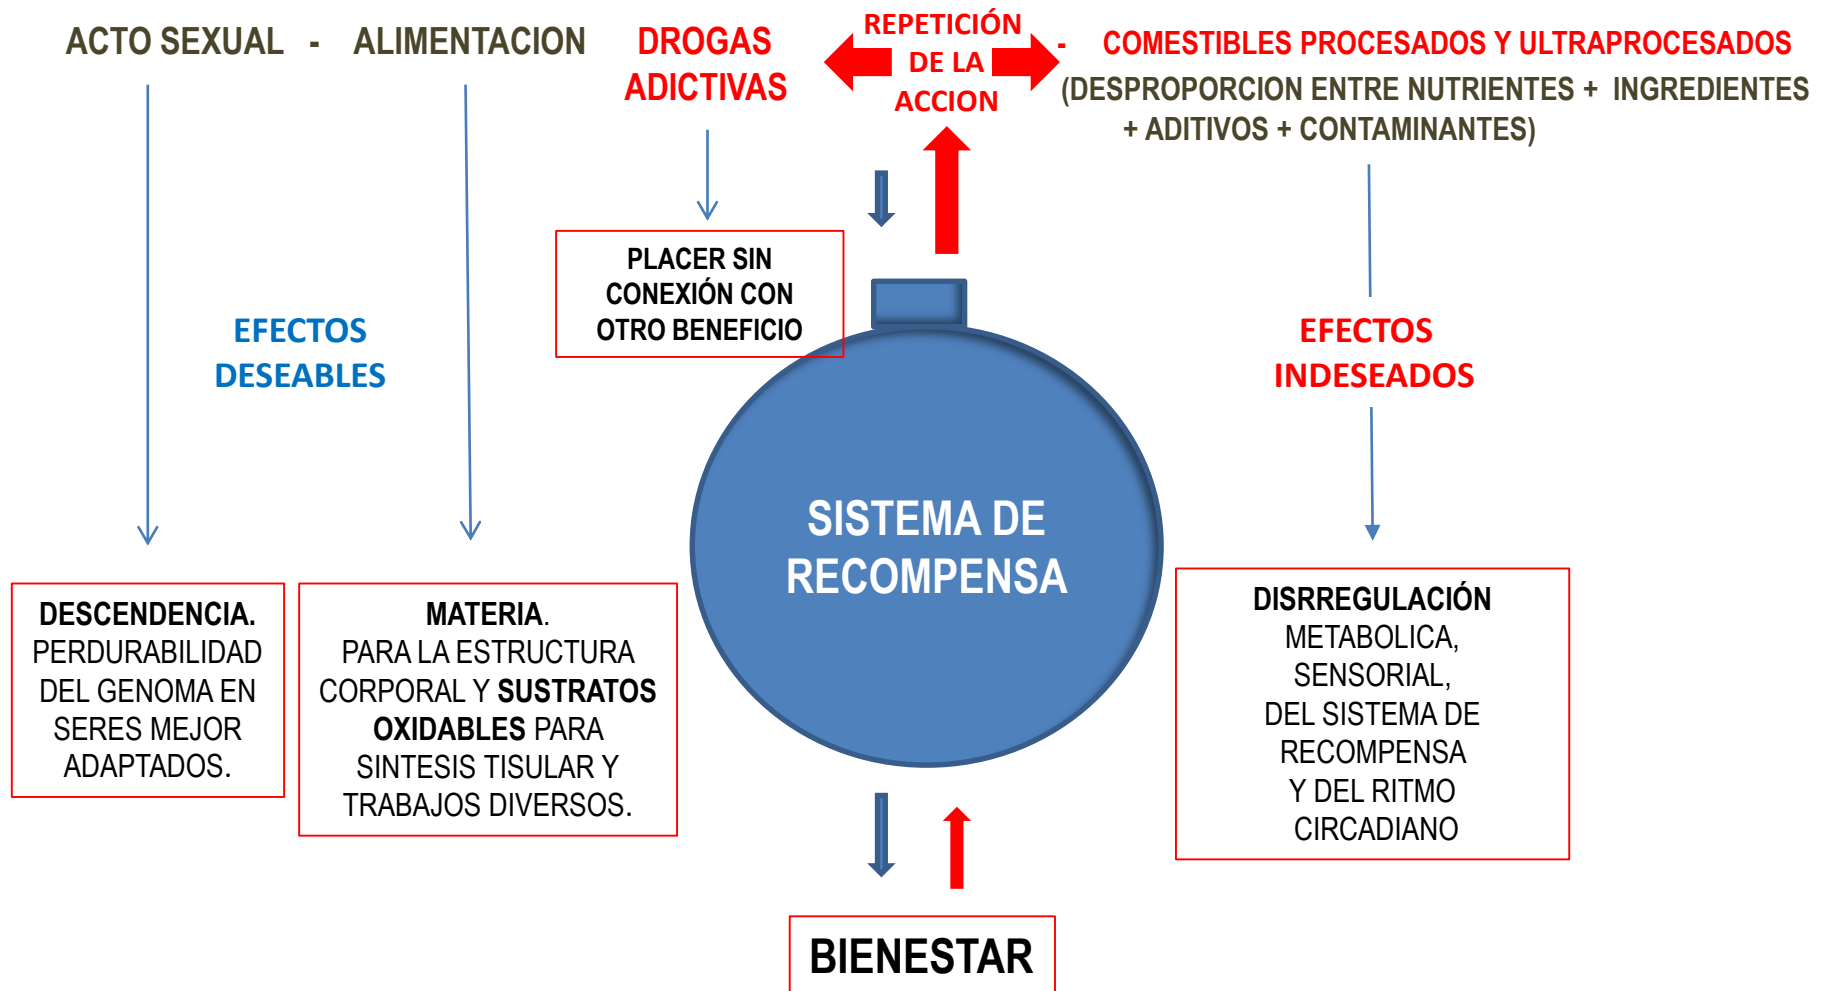 ACTO SEXUAL - ALIMENTACION
DROGAS
ADICTIVAS
REPETICIÓN
DE LA
ACCION
- COMESTIBLES PROCESADOS Y ULTRAPROCESADOS
(DESPROPORCION ENTRE NUTRIENTES + INGREDIENTES
+ ADITIVOS + CONTAMINANTES)
PLACER SIN
CONEXIÓN CON
OTRO BENEFICIO
EFECTOS
DESEABLES
EFECTOS
INDESEADOS
SISTEMA DE
RECOMPENSA
DESCENDENCIA.
PERDURABILIDAD
DEL GENOMA EN
SERES MEJOR
ADAPTADOS.
MATERIA.
PARA LA ESTRUCTURA
CORPORAL Y SUSTRATOS
OXIDABLES PARA
SINTESIS TISULAR Y
TRABAJOS DIVERSOS.
DISRREGULACIÓN
METABOLICA,
SENSORIAL,
DEL SISTEMA DE
RECOMPENSA
Y DEL RITMO
CIRCADIANO
BIENESTAR